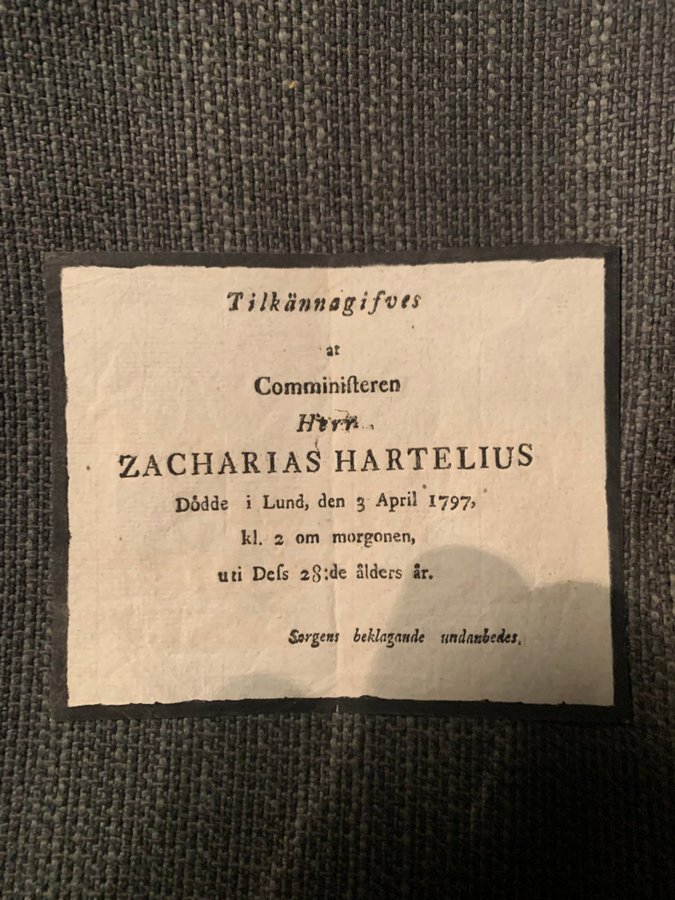 Tilkännagifves
at
Comminiſteren
Herr
ZACHARIAS HARTELIUS
Dödde i Lund, den 3 April 1797,
kl. 2 om morgonen,
uti Deſs 28:de ålders år.
Sorgens beklagande undanbedes.